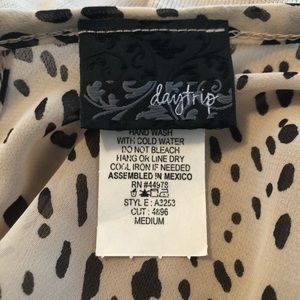 daytrip
HAND WASH
WITH COLD WATER
DO NOT BLEACH
HANG OR LINE DRY
COOL IRON IF NEEDED
ASSEMBLED IN MEXICO
RN #44978
STYLE : A3253
CUT : 4896
MEDIUM